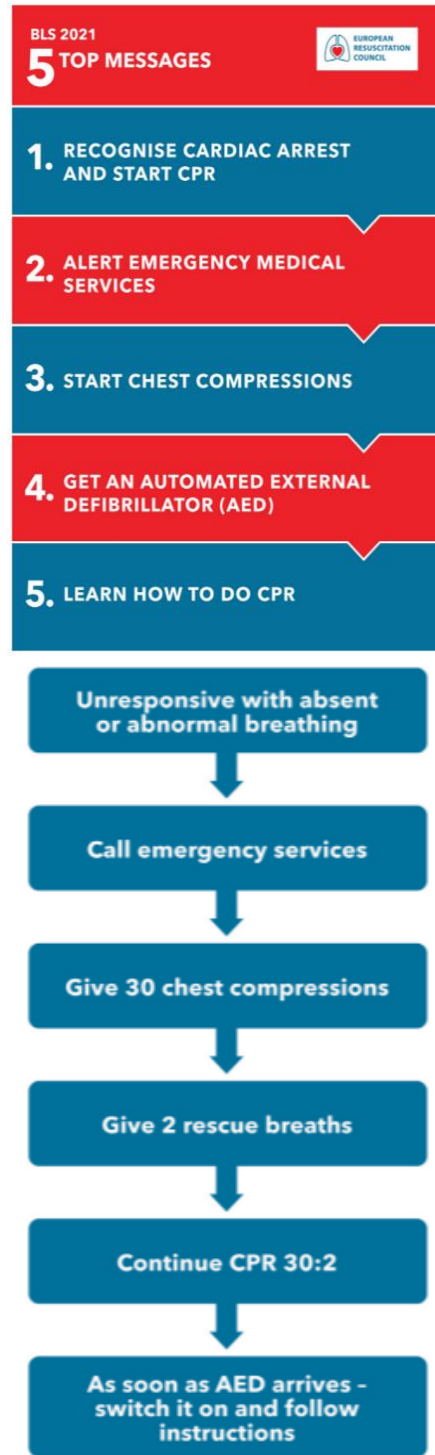 BLS 2021
5 TOP MESSAGES
EUROPEAN
RESUSCITATION
COUNCIL
1. RECOGNISE CARDIAC ARREST
AND START CPR
2. ALERT EMERGENCY MEDICAL
SERVICES
3. START CHEST COMPRESSIONS
4. GET AN AUTOMATED EXTERNAL
DEFIBRILLATOR (AED)
5. LEARN HOW TO DO CPR
Unresponsive with absent
or abnormal breathing
Call emergency services
Give 30 chest compressions
Give 2 rescue breaths
Continue CPR 30:2
As soon as AED arrives –
switch it on and follow
instructions